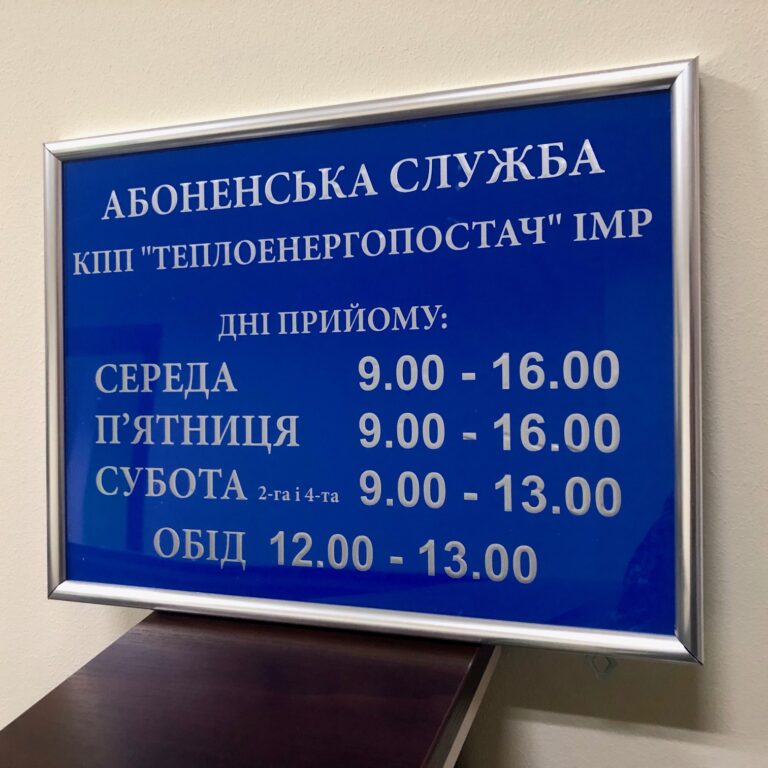 АБОНЕНСЬКА СЛУЖБА
КПП "ТЕПЛОЕНЕРГОПОСТАЧ" ІМР
ДНІ ПРИЙОМУ:
СЕРЕДА 9.00 - 16.00
П’ЯТНИЦЯ 9.00 - 16.00
СУБОТА 2-га і 4-та 9.00 - 13.00
ОБІД 12.00 - 13.00